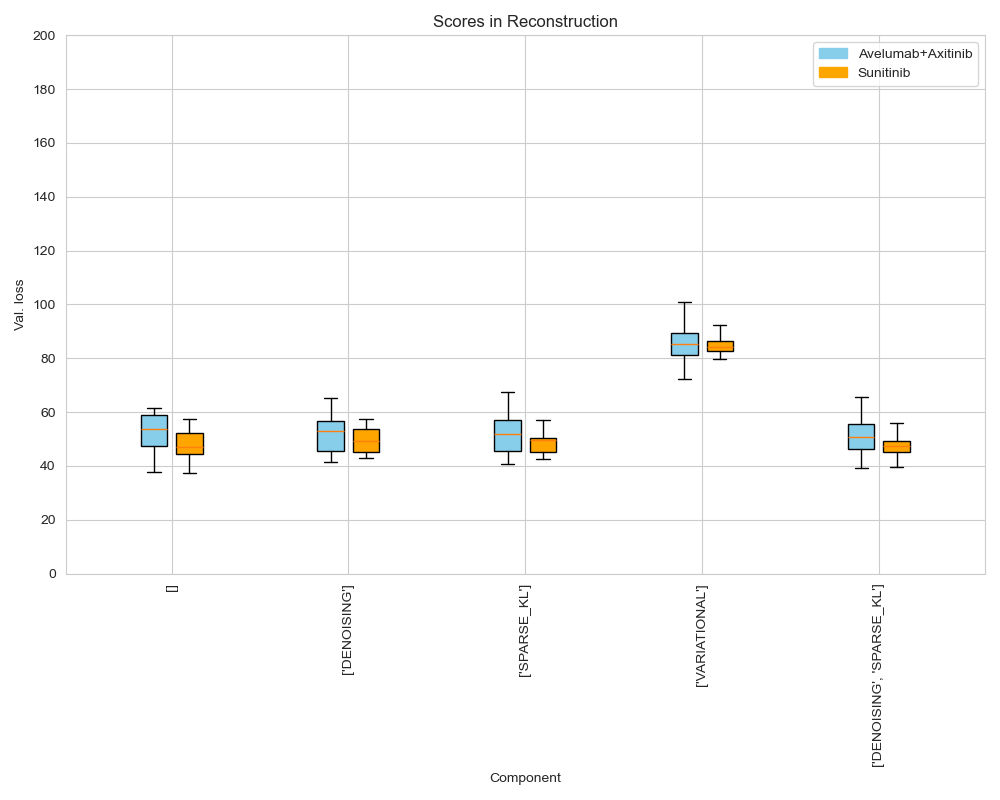 Scores in Reconstruction
Avelumab+Axitinib
Sunitinib
Val. loss
200
180
160
140
120
100
80
60
40
20
0
[]
['DENOISING']
['SPARSE_KL']
['VARIATIONAL']
['DENOISING', 'SPARSE_KL']
Component